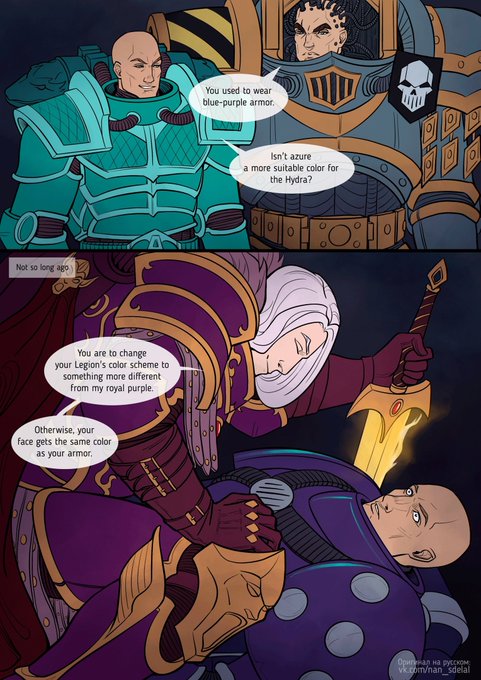 You used to wear
blue-purple armor.
Isn't azure
a more suitable color for
the Hydra?
Not so long ago
You are to change
your Legion's color scheme to
something more different
from my royal purple.
Otherwise, your
face gets the same color
as your armor.
Оригинал на русском:
vk.com/nan_sdelal